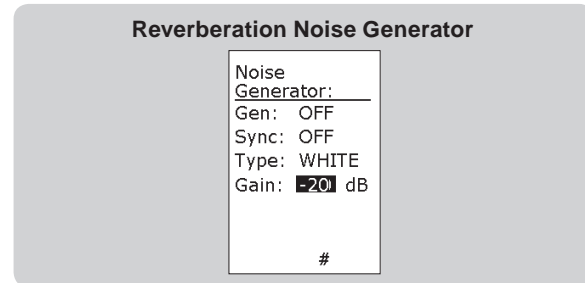 Reverberation Noise Generator
Noise
Generator:
Gen: OFF
Sync: OFF
Type: WHITE
Gain: -20 dB
#